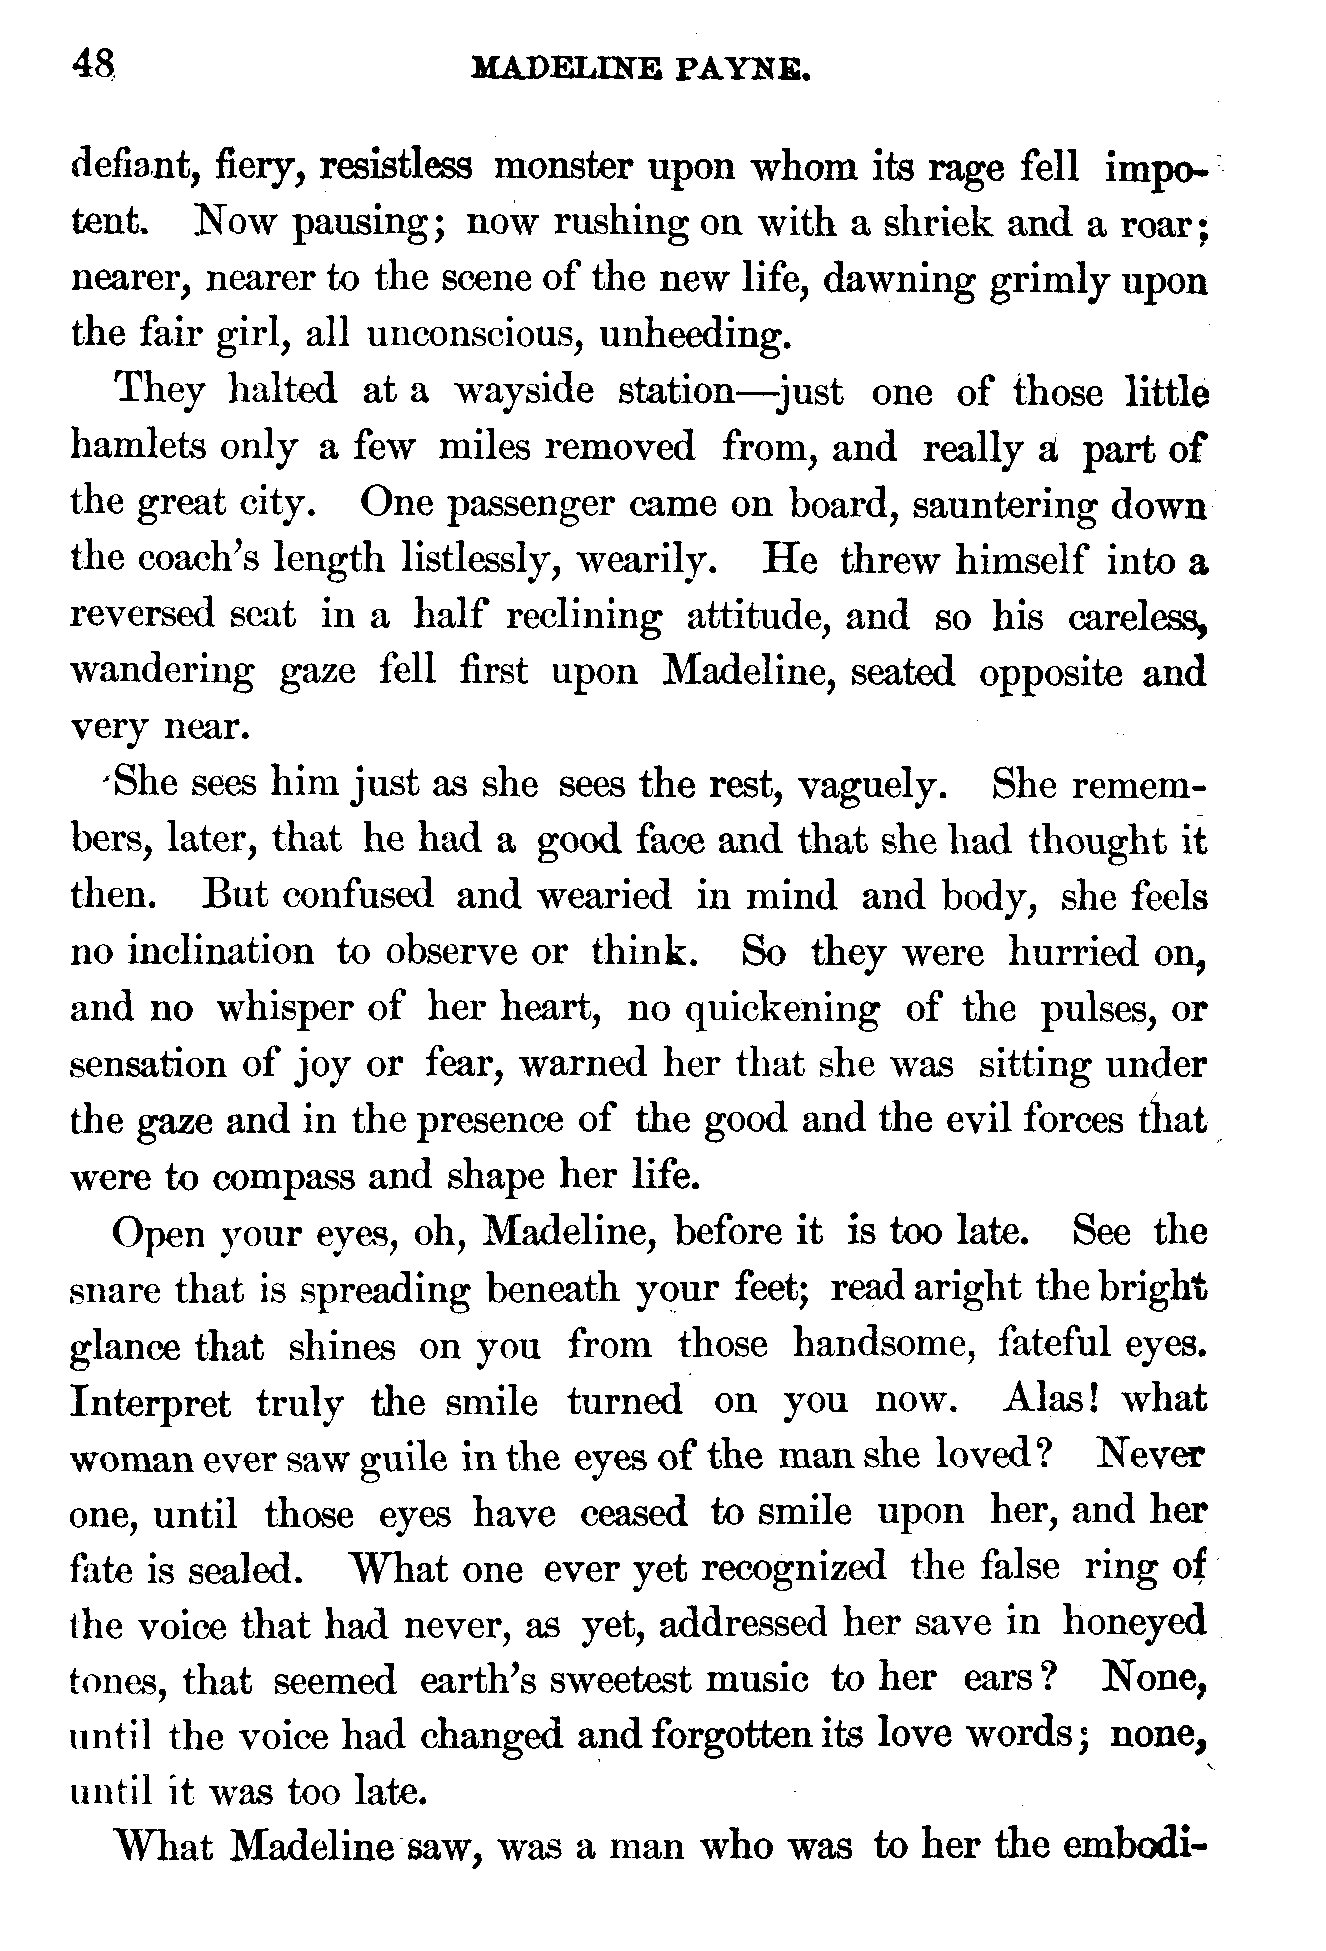 48 MADELINE PAYNE.
defiant, fiery, resistless monster upon whom its rage fell impo-
tent. Now pausing; now rushing on with a shriek and a roar;
nearer, nearer to the scene of the new life, dawning grimly upon
the fair girl, all unconscious, unheeding.
They halted at a wayside station—just one of those little
hamlets only a few miles removed from, and really a part of
the great city. One passenger came on board, sauntering down
the coach's length listlessly, wearily. He threw himself into a
reversed seat in a half reclining attitude, and so his careless,
wandering gaze fell first upon Madeline, seated opposite and
very near.
She sees him just as she sees the rest, vaguely. She remem-
bers, later, that he had a good face and that she had thought it
then. But confused and wearied in mind and body, she feels
no inclination to observe or think. So they were hurried on,
and no whisper of her heart, no quickening of the pulses, or
sensation of joy or fear, warned her that she was sitting under
the gaze and in the presence of the good and the evil forces that
were to compass and shape her life.
Open your eyes, oh, Madeline, before it is too late. See the
snare that is spreading beneath your feet; read aright the bright
glance that shines on you from those handsome, fateful eyes.
Interpret truly the smile turned on you now. Alas! what
woman ever saw guile in the eyes of the man she loved? Never
one, until those eyes have ceased to smile upon her, and her
fate is sealed. What one ever yet recognized the false ring of
the voice that had never, as yet, addressed her save in honeyed
tones, that seemed earth's sweetest music to her ears? None,
until the voice had changed and forgotten its love words; none,
until it was too late.
What Madeline saw, was a man who was to her the embodi-